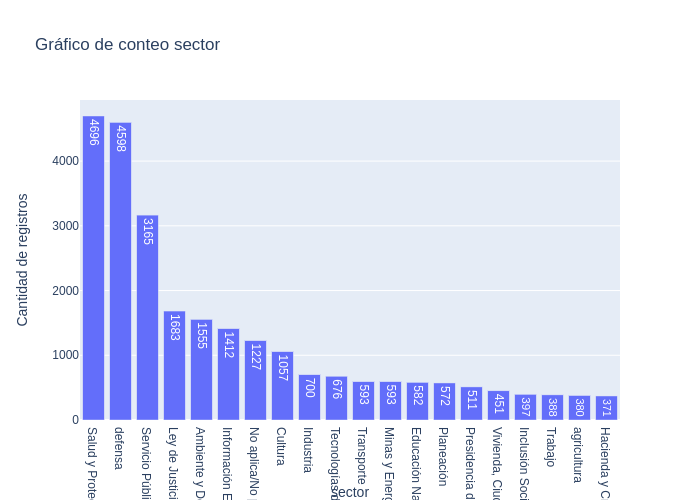 Gráfico de conteo sector
Cantidad de registros
4000
3000
2000
1000
0
4696
4598
3165
1683
1555
1412
1227
1057
700
676
593
593
582
572
511
451
397
388
380
371
Salud y Prote
defensa
Servicio Públi
Ley de Justici
Ambiente y D
Información E
No aplica/No
Cultura
Industria
Tecnologías
Transporte
Minas y Energ
Educación Na
Planeación
Presidencia d
Vivienda, Ciu
Inclusión Soci
Trabajo
agricultura
Hacienda y C
sector